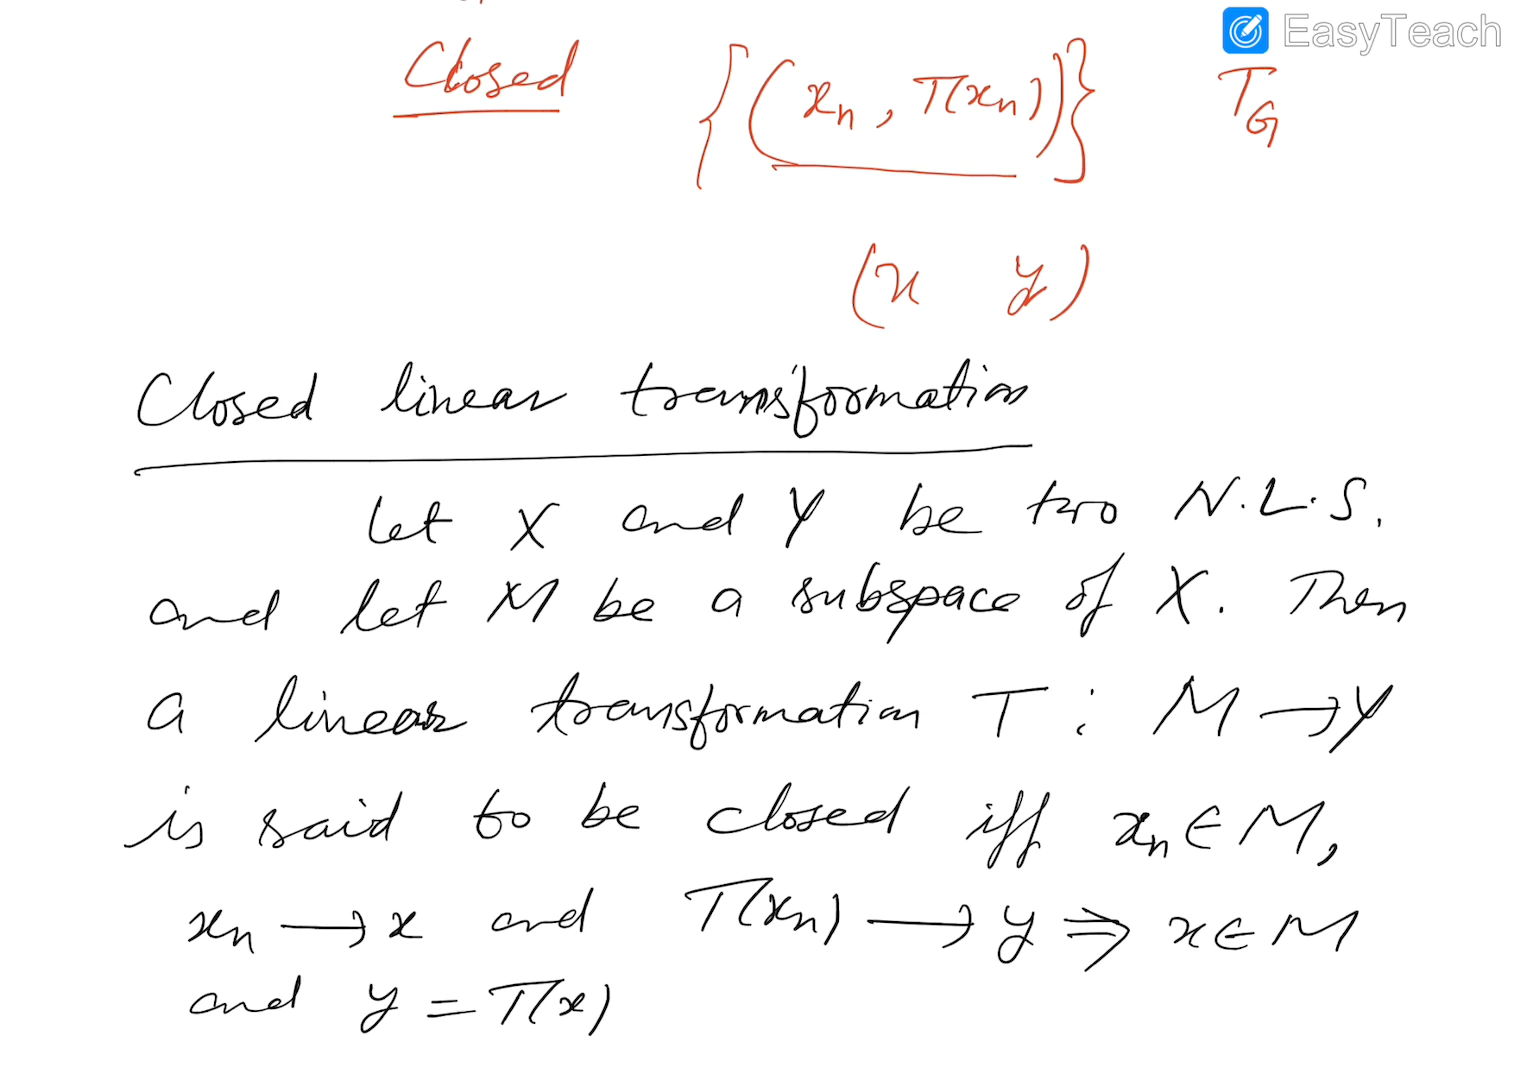 EasyTeach
Closed {(xn, T(xn))} TG
(x y)
Closed linear transformation
Let X and Y be two N.L.S.
and let M be a subspace of X. Then
a linear transformation T : M → Y
is said to be closed iff xn ∈ M,
xn → x and T(xn) → y ⇒ x ∈ M
and y = T(x)